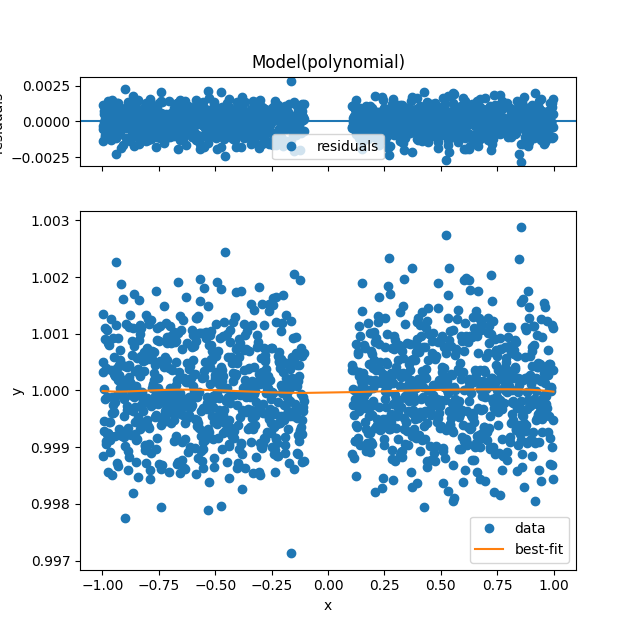 Model(polynomial)
0.0025
0.0000
−0.0025
residuals
residuals
1.003
1.002
1.001
1.000
0.999
0.998
0.997
y
data
best-fit
−1.00 −0.75 −0.50 −0.25 0.00 0.25 0.50 0.75 1.00
x